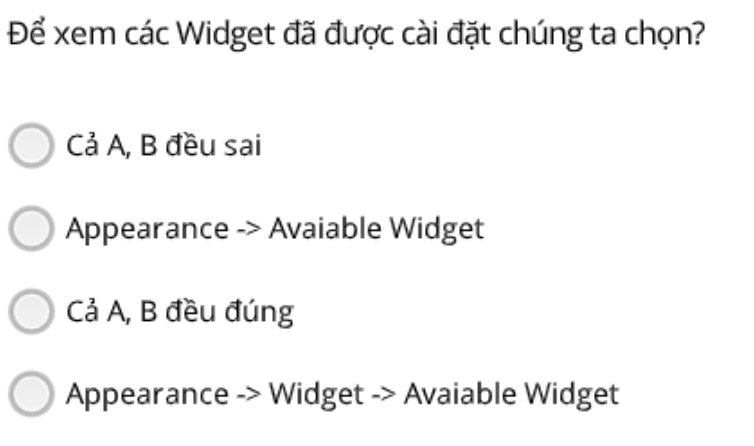 Để xem các Widget đã được cài đặt chúng ta chọn?
Cả A, B đều sai
Appearance -> Avaiable Widget
Cả A, B đều đúng
Appearance -> Widget -> Avaiable Widget